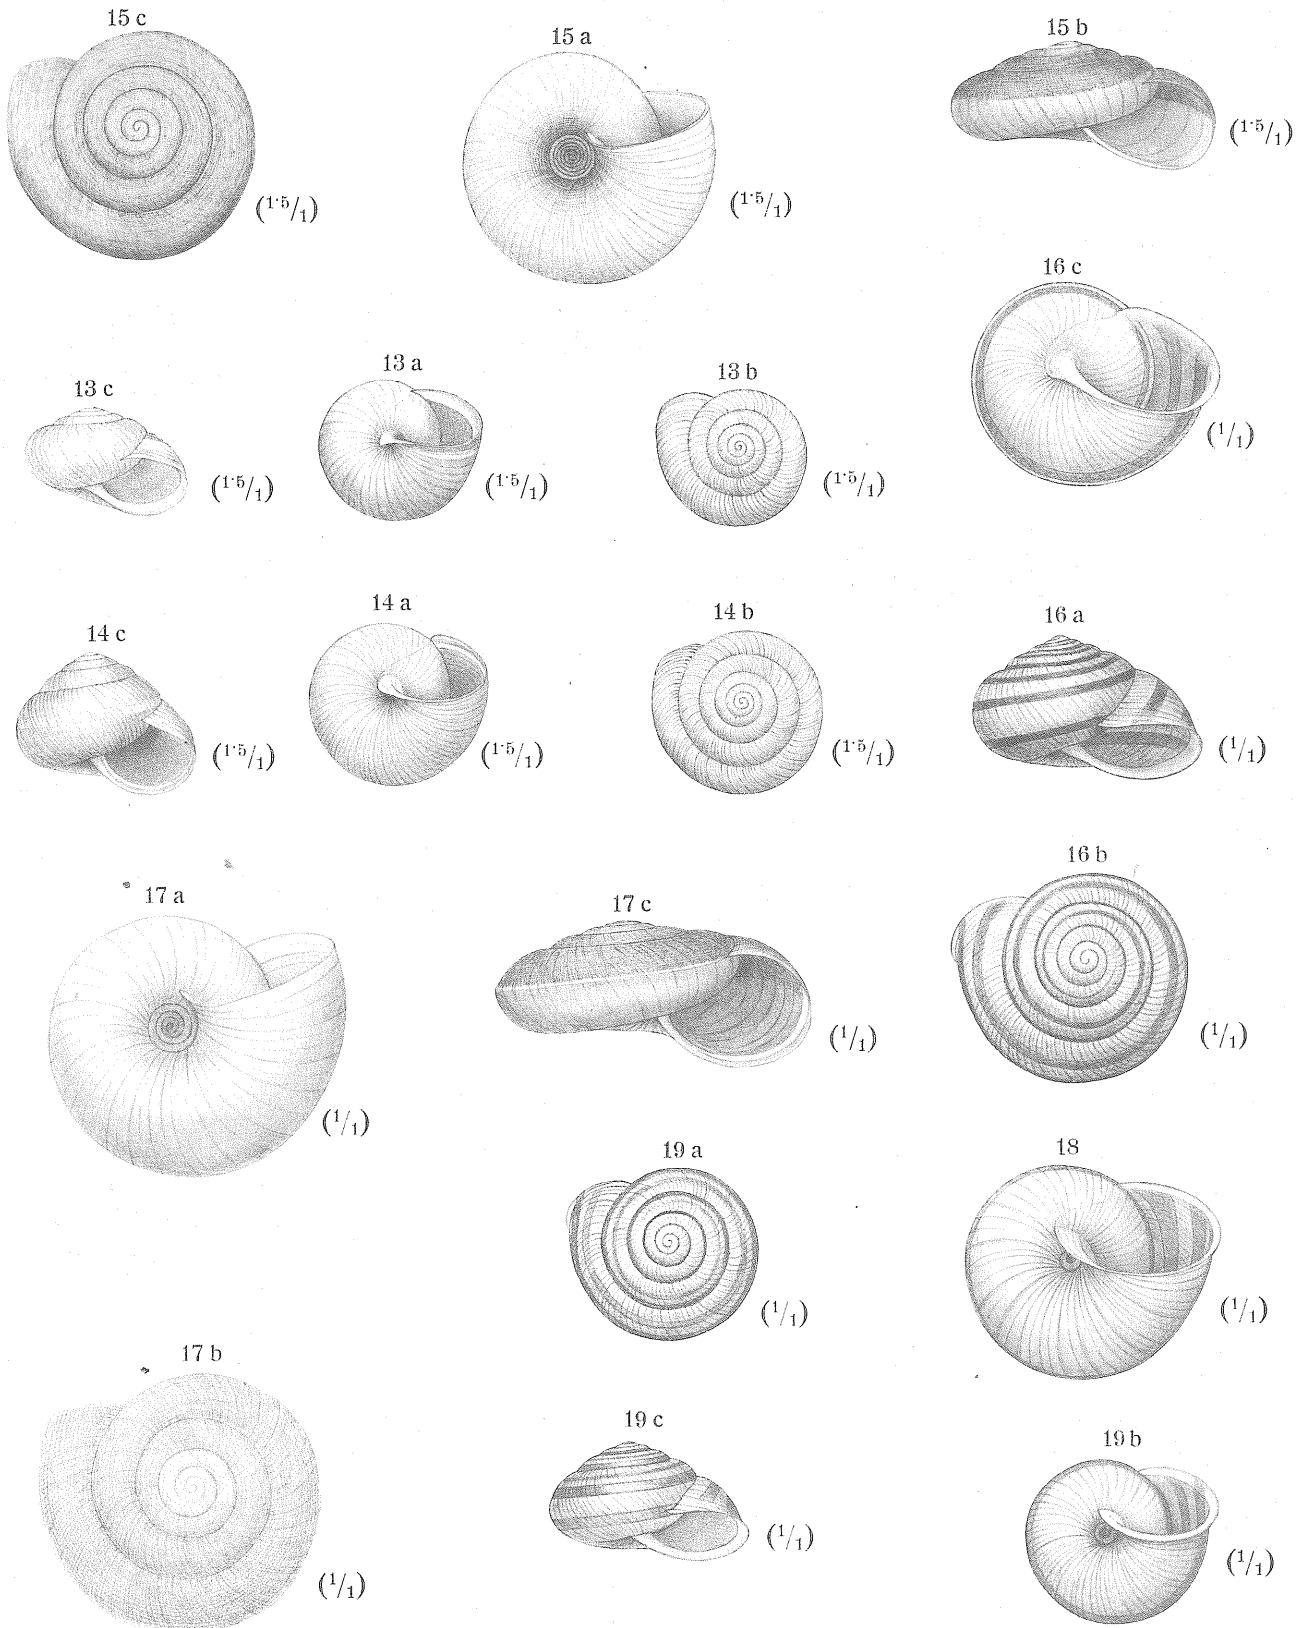 15 c
15 a
15 b
(1·5/1)
(1·5/1)
(1·5/1)
16 c
13 c
13 a
13 b
(1/1)
(1·5/1)
(1·5/1)
(1·5/1)
14 c
14 a
14 b
16 a
(1·5/1)
(1·5/1)
(1·5/1)
(1/1)
16 b
17 a
17 c
(1/1)
(1/1)
(1/1)
19 a
18
(1/1)
(1/1)
17 b
19 c
19 b
(1/1)
(1/1)
(1/1)